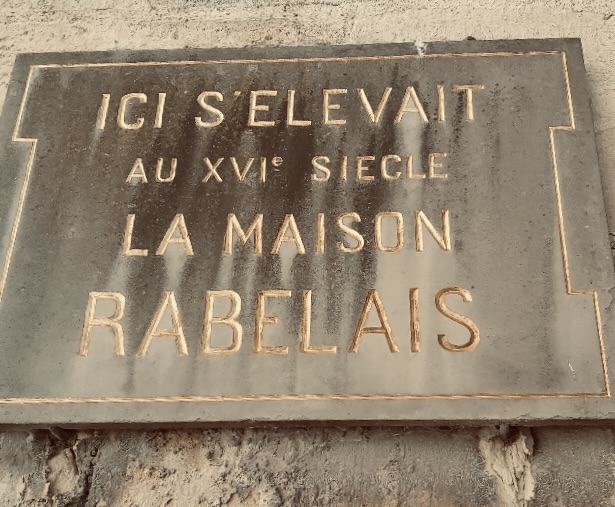 ICI S'ELEVAIT
AU XVIe SIECLE
LA MAISON
RABELAIS